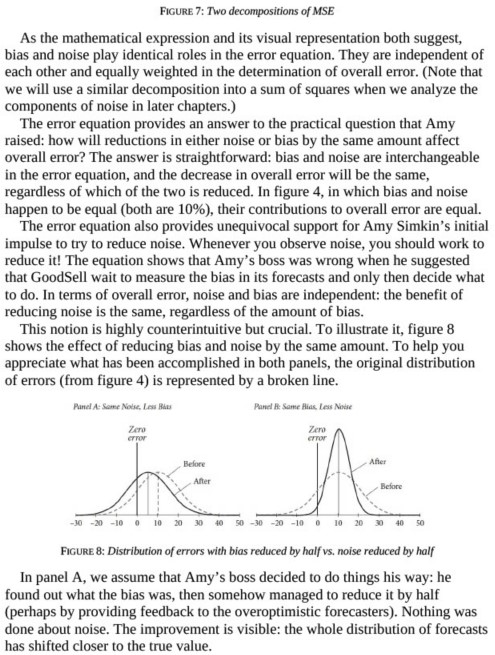 FIGURE 7: Two decompositions of MSE
As the mathematical expression and its visual representation both suggest,
bias and noise play identical roles in the error equation. They are independent of
each other and equally weighted in the determination of overall error. (Note that
we will use a similar decomposition into a sum of squares when we analyze the
components of noise in later chapters.)
The error equation provides an answer to the practical question that Amy
raised: how will reductions in either noise or bias by the same amount affect
overall error? The answer is straightforward: bias and noise are interchangeable
in the error equation, and the decrease in overall error will be the same,
regardless of which of the two is reduced. In figure 4, in which bias and noise
happen to be equal (both are 10%), their contributions to overall error are equal.
The error equation also provides unequivocal support for Amy Simkin's initial
impulse to try to reduce noise. Whenever you observe noise, you should work to
reduce it! The equation shows that Amy's boss was wrong when he suggested
that GoodSell wait to measure the bias in its forecasts and only then decide what
to do. In terms of overall error, noise and bias are independent: the benefit of
reducing noise is the same, regardless of the amount of bias.
This notion is highly counterintuitive but crucial. To illustrate it, figure 8
shows the effect of reducing bias and noise by the same amount. To help you
appreciate what has been accomplished in both panels, the original distribution
of errors (from figure 4) is represented by a broken line.
Panel A: Same Noise, Less Bias
Zero
error
Before
After
-30 -20 -10 0 10 20 30 40 50
Panel B: Same Bias, Less Noise
Zero
error
After
Before
-30 -20 -10 0 10 20 30 40 50
FIGURE 8: Distribution of errors with bias reduced by half vs. noise reduced by half
In panel A, we assume that Amy's boss decided to do things his way: he
found out what the bias was, then somehow managed to reduce it by half
(perhaps by providing feedback to the overoptimistic forecasters). Nothing was
done about noise. The improvement is visible: the whole distribution of forecasts
has shifted closer to the true value.